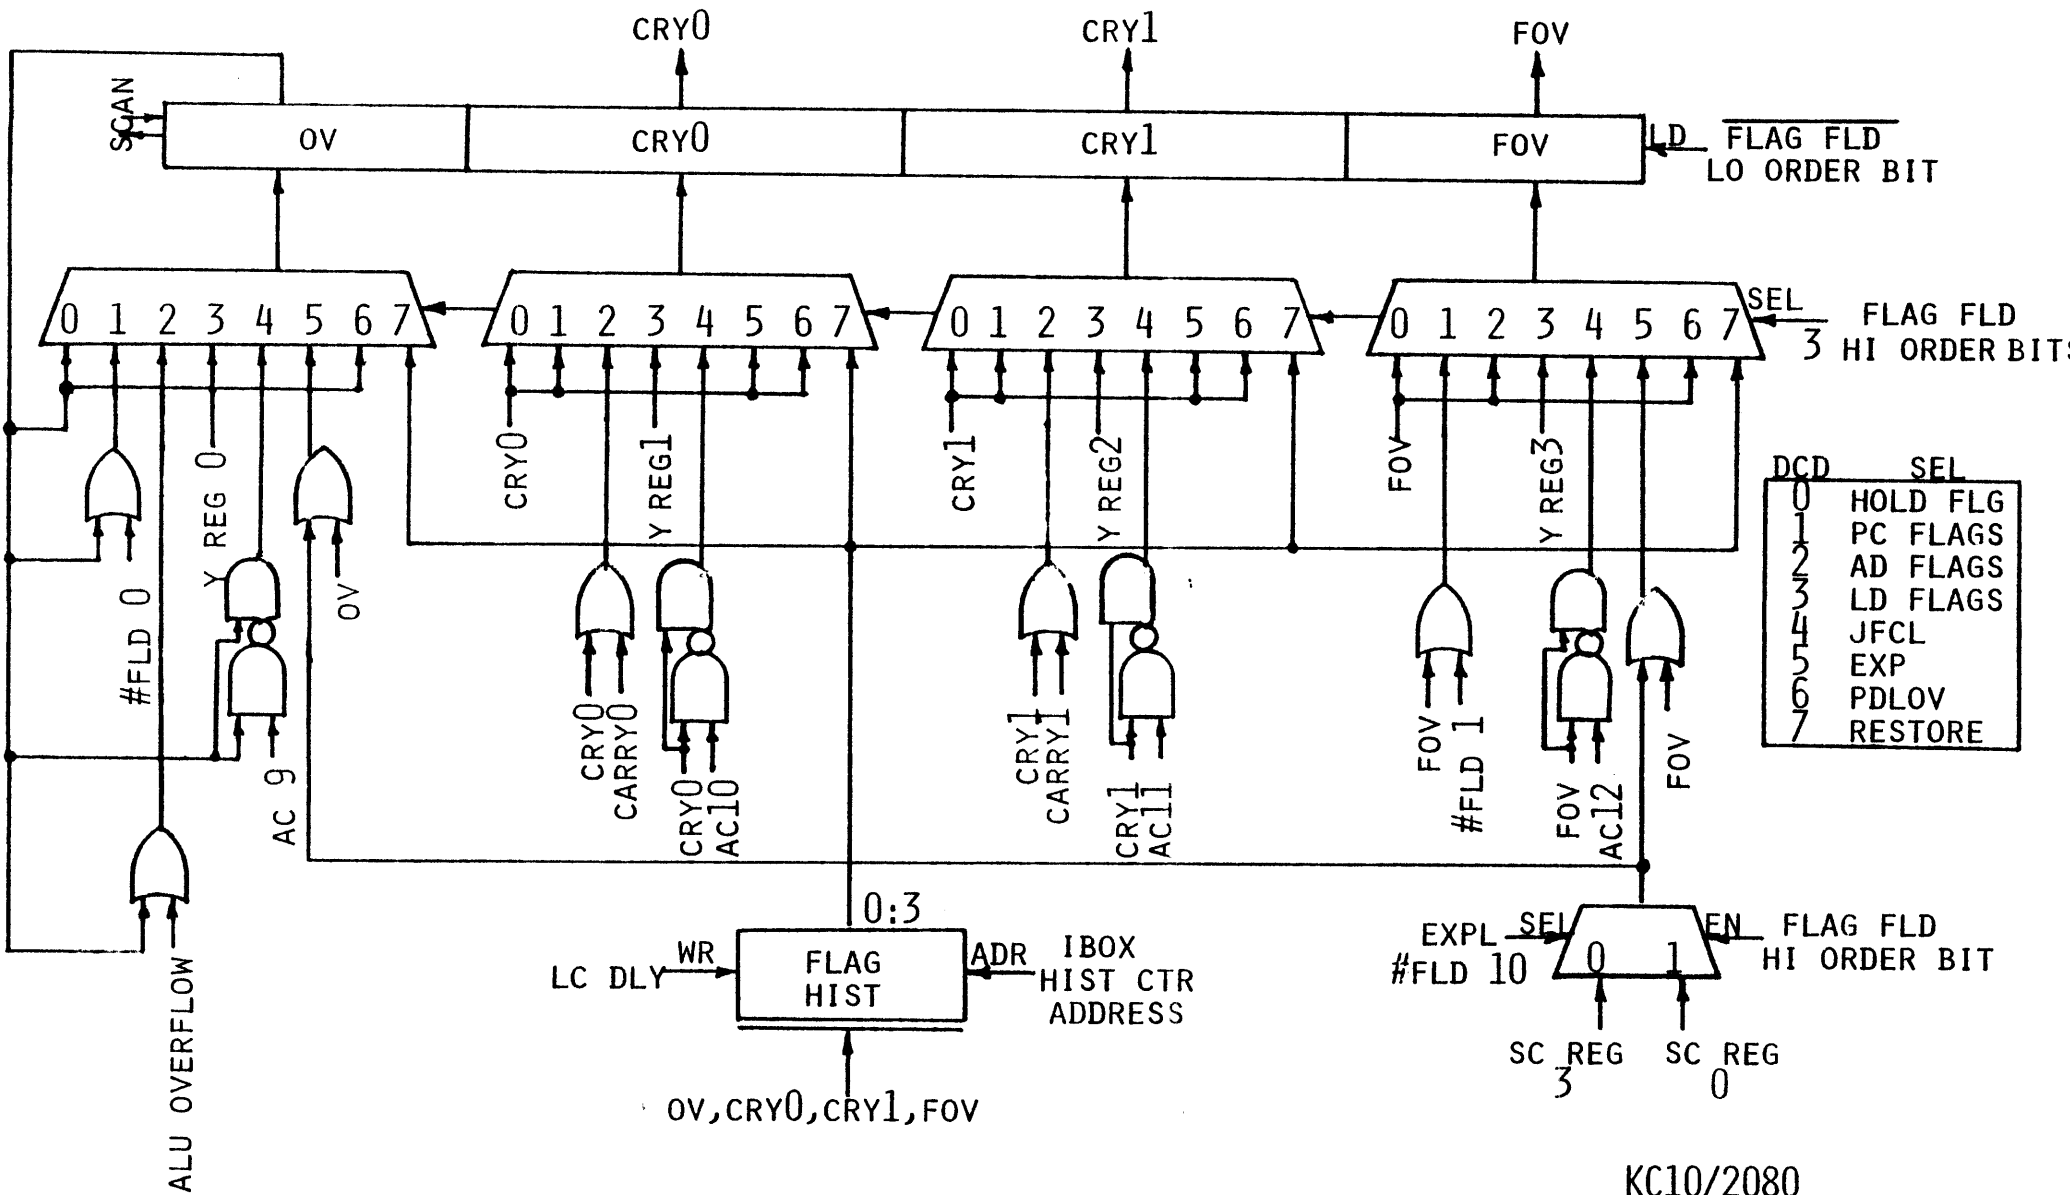 CRY0
CRY1
FOV
SCAN
OV
CRY0
CRY1
FOV
LD
FLAG FLD
LO ORDER BIT
0 1 2 3 4 5 6 7
0 1 2 3 4 5 6 7
0 1 2 3 4 5 6 7
0 1 2 3 4 5 6 7
SEL
3
FLAG FLD
HI ORDER BITS
#FLD 0
Y REG 0
OV
CRY0
Y REG1
CRY1
Y REG2
FOV
Y REG3
DCD SEL
0 HOLD FLG
1 PC FLAGS
2 AD FLAGS
3 LD FLAGS
4 JFCL
5 EXP
6 PDLOV
7 RESTORE
AC 9
CRY0
CARRY0
CRY0
AC10
CRY1
CARRY1
CRY1
AC11
FOV
#FLD 1
FOV
AC12
FOV
ALU OVERFLOW
0:3
LC DLY
WR
FLAG
HIST
ADR
IBOX
HIST CTR
ADDRESS
OV,CRY0,CRY1,FOV
EXPL
#FLD 10
SEL
0 1
EN
FLAG FLD
HI ORDER BIT
SC REG
3
SC REG
0
KC10/2080